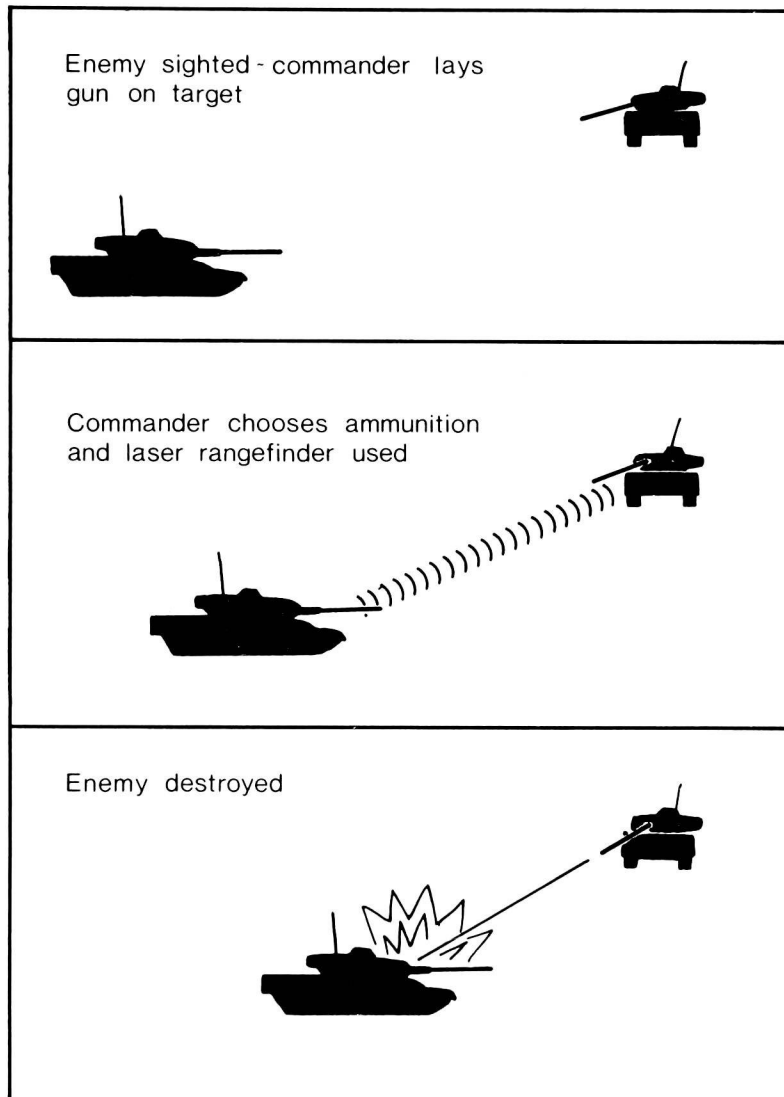 Enemy sighted - commander lays
gun on target
Commander chooses ammunition
and laser rangefinder used
Enemy destroyed